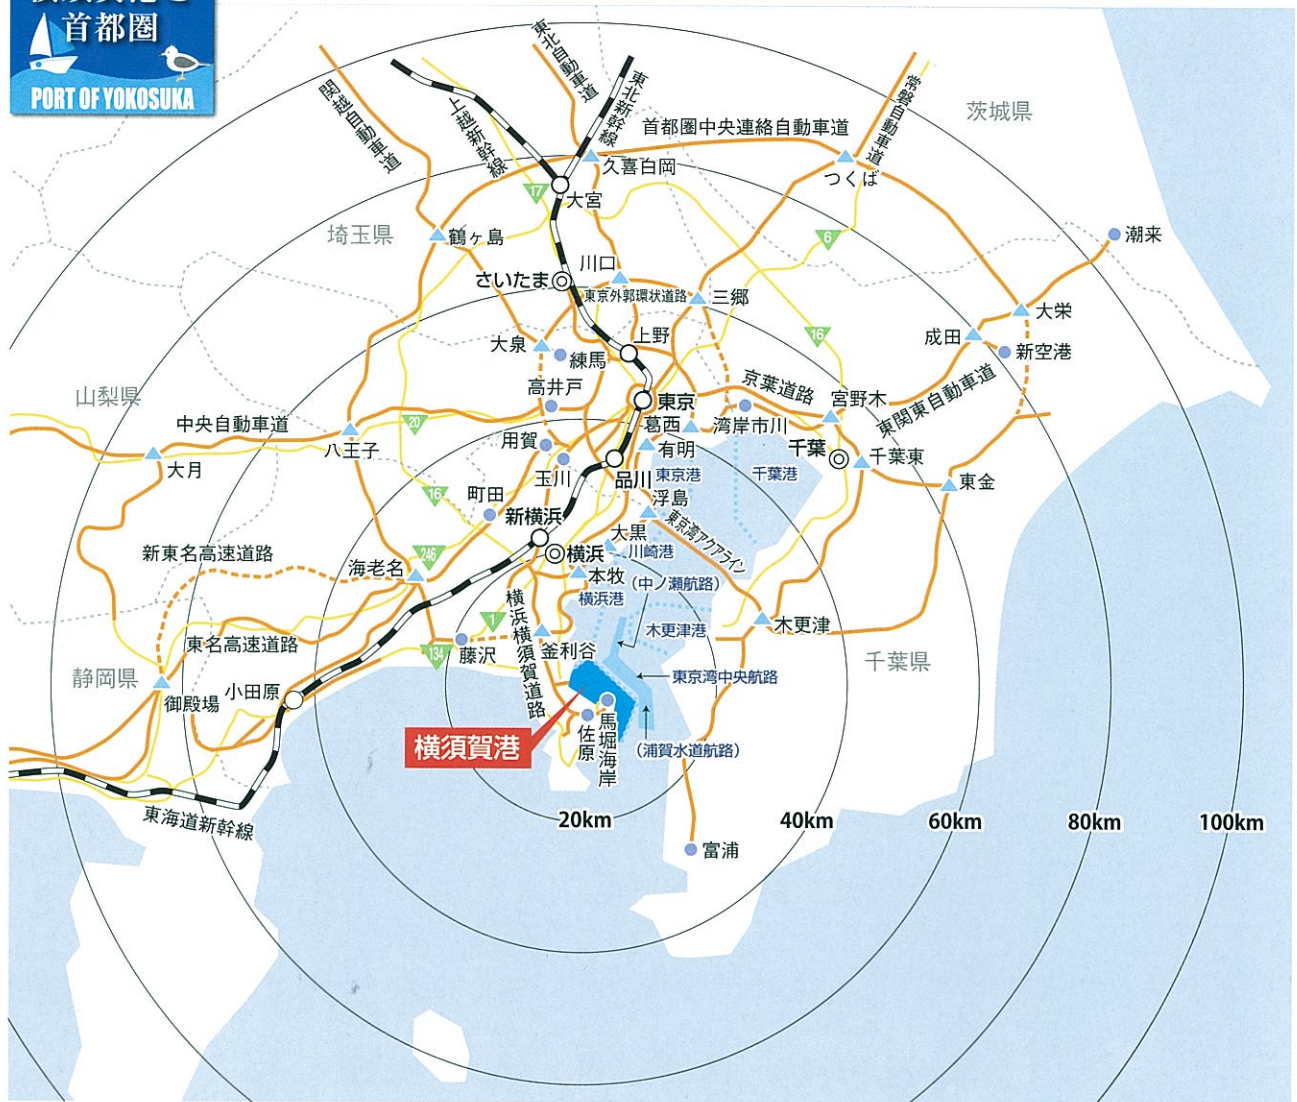 首都圏
PORT OF YOKOSUKA
関越自動車道
上越新幹線
東北自動車道
東北新幹線
首都圏中央連絡自動車道
常磐自動車道
茨城県
久喜白岡
つくば
17
大宮
埼玉県
鶴ヶ島
6
潮来
川口
さいたま
東京外郭環状道路
三郷
大栄
16
成田
新空港
大泉
上野
練馬
山梨県
高井戸
東京
京葉道路
宮野木
東関東自動車道
中央自動車道
20
葛西
湾岸市川
八王子
用賀
有明
千葉
千葉東
大月
玉川
品川
東京港
千葉港
東金
16
町田
浮島
新横浜
東京湾アクアライン
大黒
新東名高速道路
246
横浜
川崎港
海老名
本牧
(中ノ瀬航路)
横浜港
1
横浜横須賀道路
木更津港
木更津
東名高速道路
134
藤沢
釜利谷
千葉県
静岡県
東京湾中央航路
御殿場
小田原
横須賀港
佐原
馬堀海岸
(浦賀水道航路)
東海道新幹線
20km
40km
60km
80km
100km
富浦